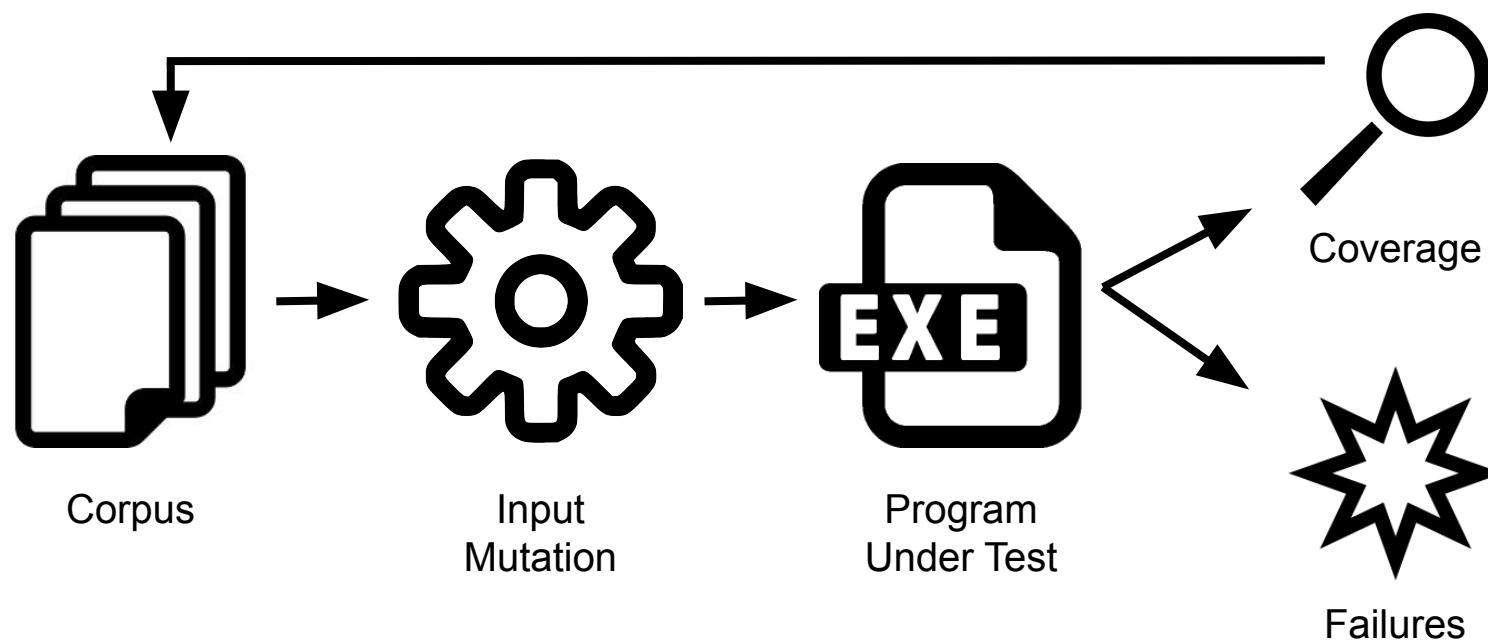 Coverage
EXE
Corpus
Input
Mutation
Program
Under Test
Failures